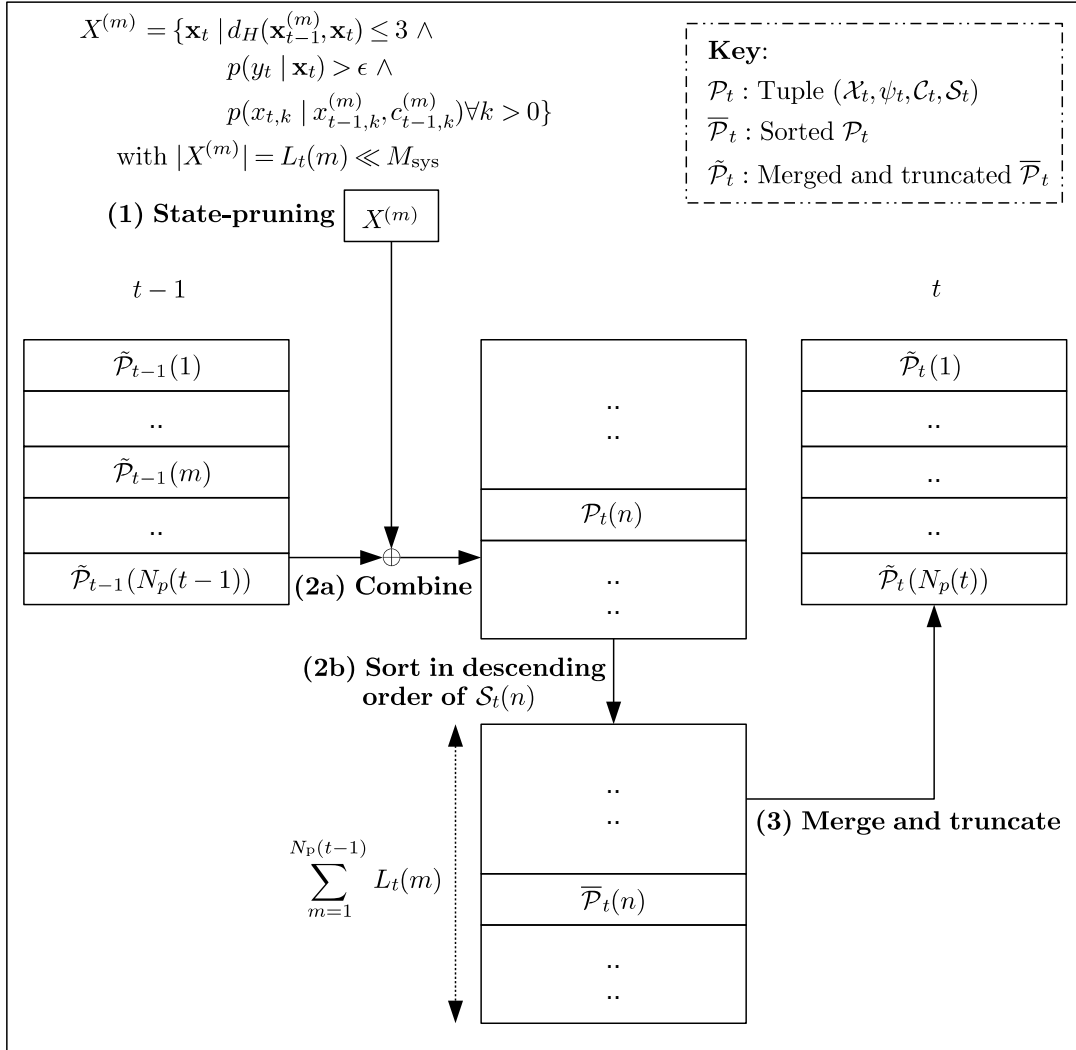 X^{(m)} = {𝐱_t | d_H(𝐱_{t-1}^{(m)}, 𝐱_t) ≤ 3 ∧
p(y_t | 𝐱_t) > ϵ ∧
p(x_{t,k} | x_{t-1,k}^{(m)}, c_{t-1,k}^{(m)})∀k > 0}
with |X^{(m)}| = L_t(m) ≪ M_sys
Key:
𝒫_t : Tuple (𝒳_t, ψ_t, 𝒞_t, 𝒮_t)
𝒫̅_t : Sorted 𝒫_t
𝒫̃_t : Merged and truncated 𝒫̅_t
(1) State-pruning
X^{(m)}
t − 1
t
𝒫̃_{t-1}(1)
..
𝒫̃_{t-1}(m)
..
𝒫̃_{t-1}(N_p(t−1))
(2a) Combine
..
..
𝒫_t(n)
..
..
𝒫̃_t(1)
..
..
..
𝒫̃_t(N_p(t))
(2b) Sort in descending
order of 𝒮_t(n)
∑_{m=1}^{N_p(t−1)} L_t(m)
..
..
𝒫̅_t(n)
..
..
(3) Merge and truncate